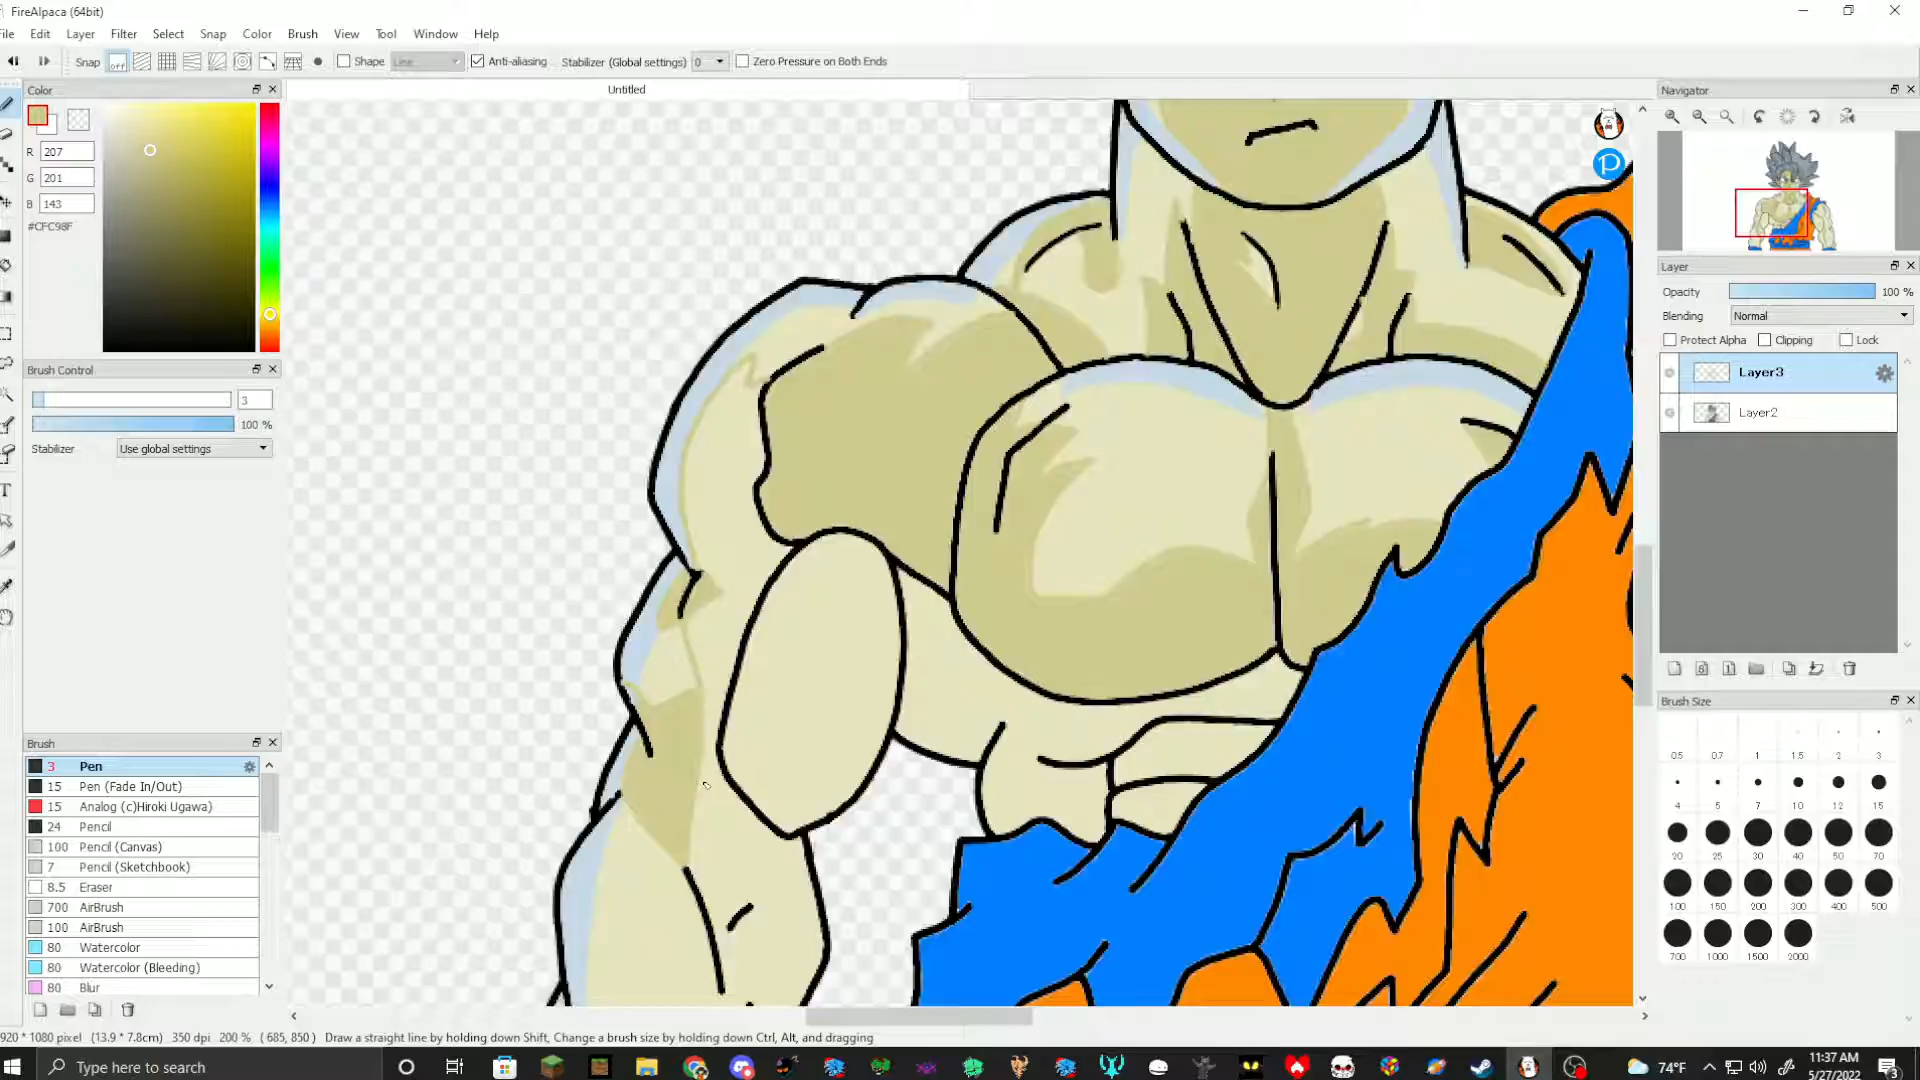 FireAlpaca (64bit)
File Edit Layer Filter Select Snap Color Brush View Tool Window Help
Snap off Shape Line Anti-aliasing Stabilizer (Global settings) 0 Zero Pressure on Both Ends
Color
Untitled
Navigator
R 207
G 201
B 143
#CFC98F
Layer
Opacity 100 %
Blending Normal
Protect Alpha Clipping Lock
Layer3
Layer2
Brush Control
3
100 %
Stabilizer Use global settings
Brush
3 Pen
15 Pen (Fade In/Out)
15 Analog (c)Hiroki Ugawa)
24 Pencil
100 Pencil (Canvas)
7 Pencil (Sketchbook)
8.5 Eraser
700 AirBrush
100 AirBrush
80 Watercolor
80 Watercolor (Bleeding)
80 Blur
Brush Size
0.5 0.7 1 1.5 2 3
4 5 7 10 12 15
20 25 30 40 50 70
100 150 200 300 400 500
700 1000 1500 2000
920 * 1080 pixel (13.9 * 7.8cm) 350 dpi 200 % ( 685, 850) Draw a straight line by holding down Shift, Change a brush size by holding down Ctrl, Alt, and dragging
Type here to search
74°F
11:37 AM
5/27/2022
3